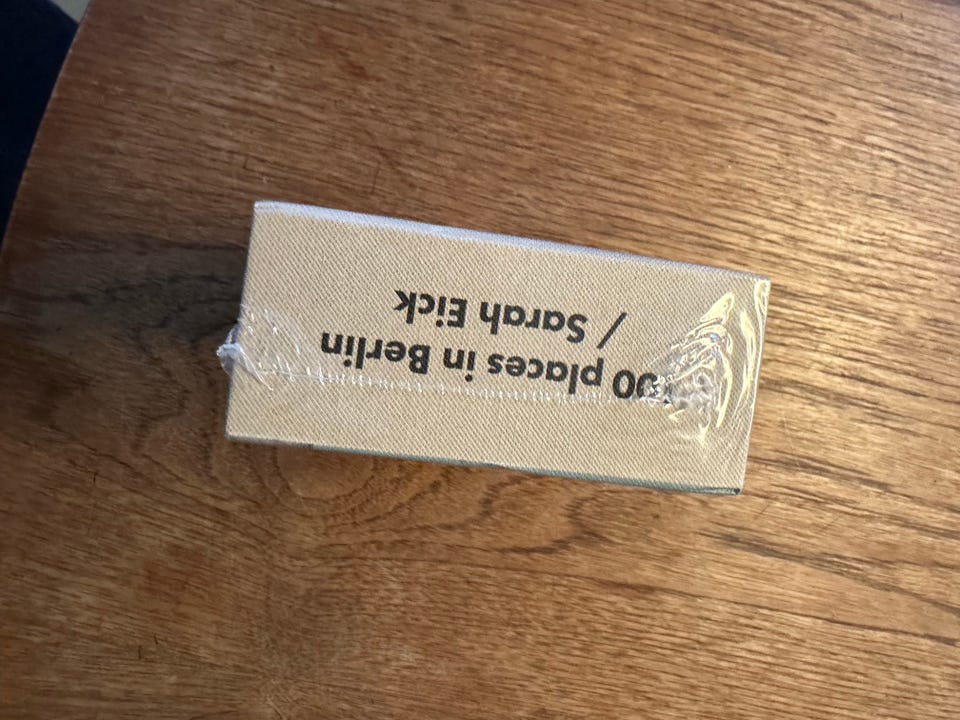 places in Berlin
/ Sarah Eick